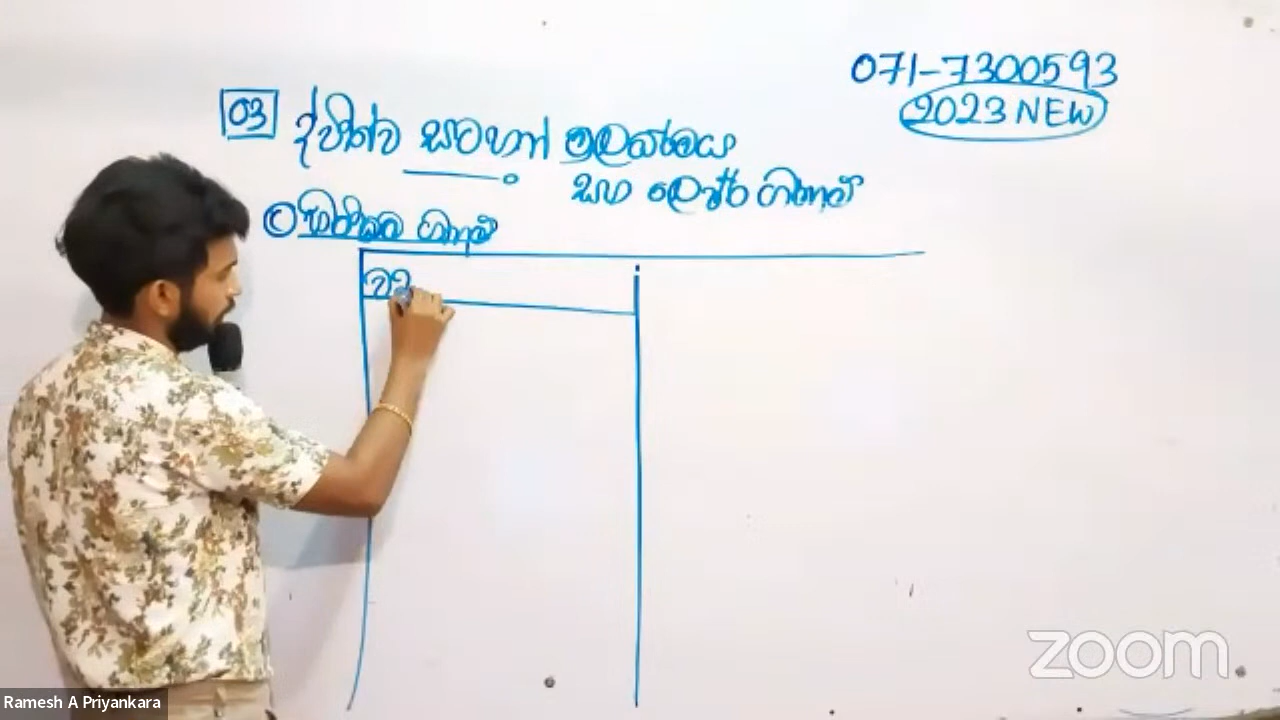 071-7300593
2023 NEW
03 ද්විත්ව සටහන් මූලධර්මය
සහ ලෙජර ගිණුම්
ගිණුම්
zoom
Ramesh A Priyankara